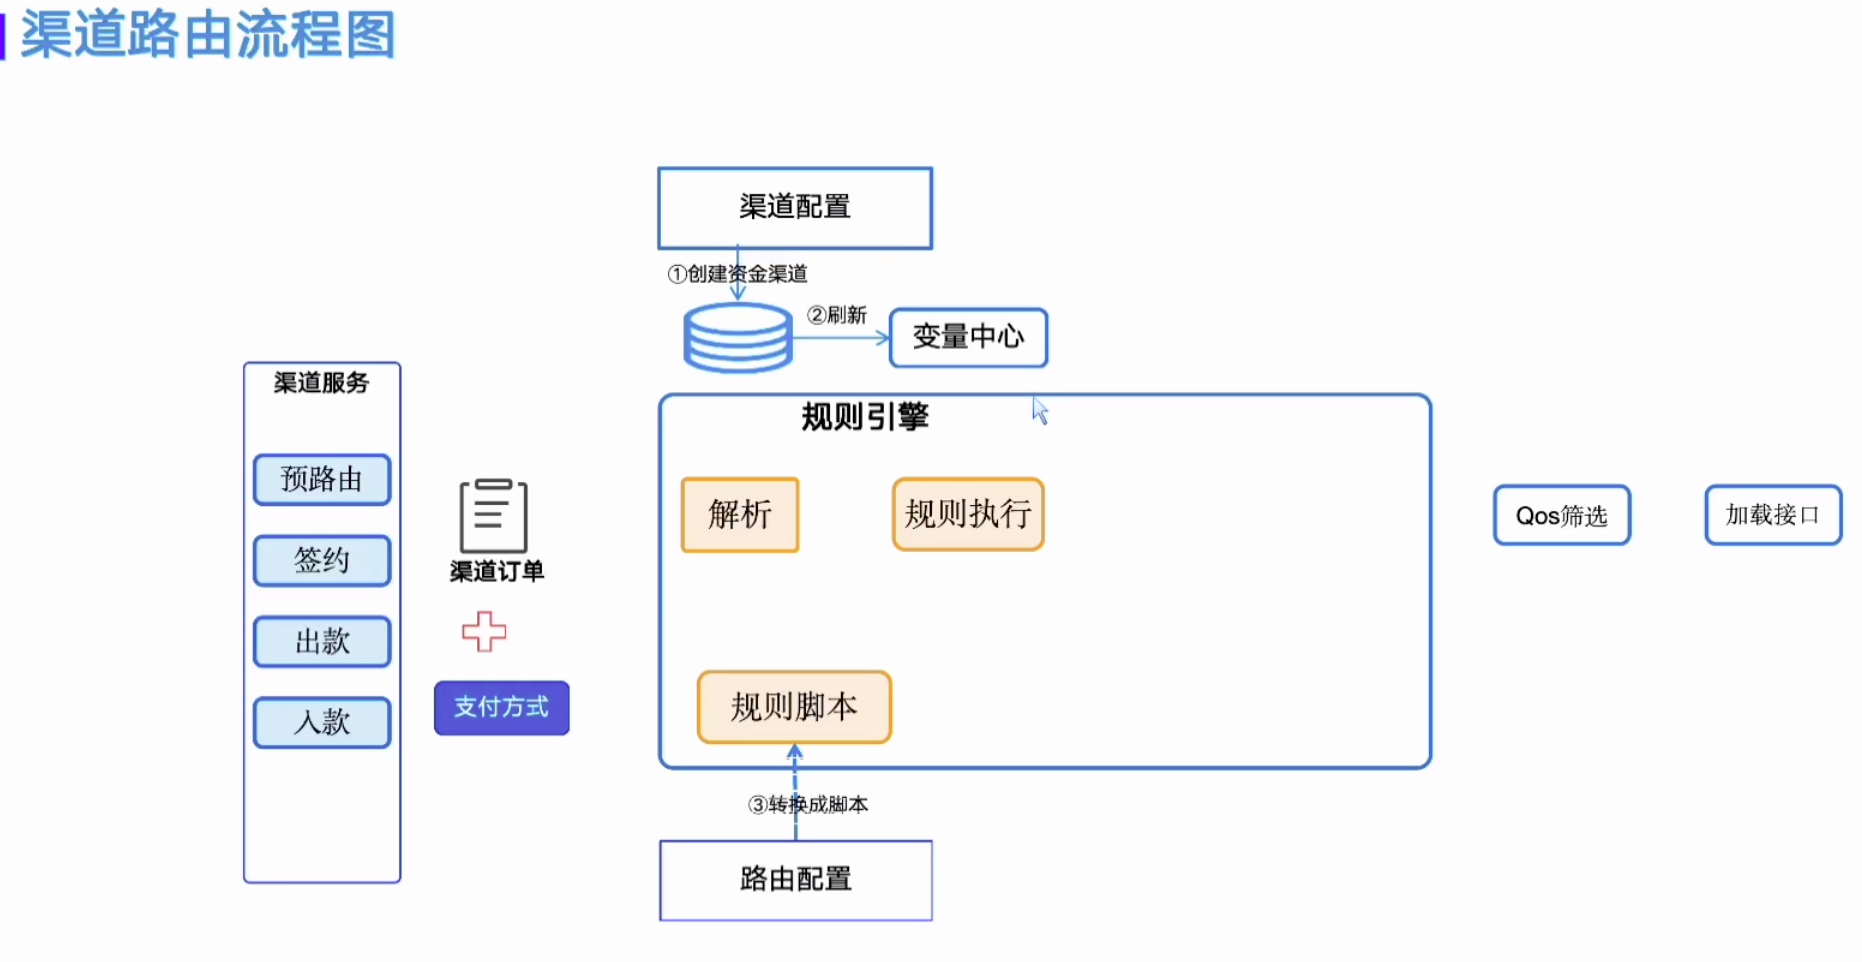 渠道路由流程图
渠道配置
①创建资金渠道
②刷新
变量中心
渠道服务
预路由
签约
出款
入款
渠道订单
支付方式
规则引擎
解析
规则执行
规则脚本
③转换成脚本
路由配置
Qos筛选
加载接口